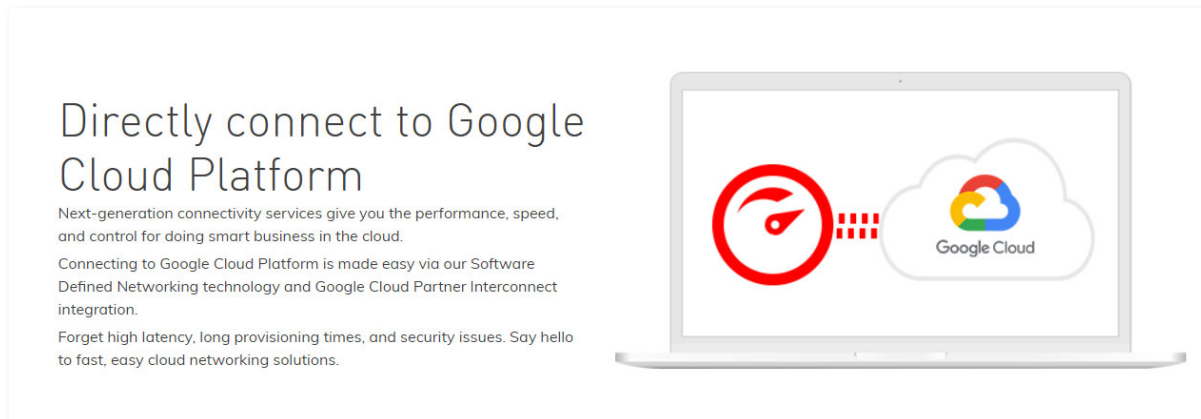 Directly connect to Google
Cloud Platform
Next-generation connectivity services give you the performance, speed,
and control for doing smart business in the cloud.
Connecting to Google Cloud Platform is made easy via our Software
Defined Networking technology and Google Cloud Partner Interconnect
integration.
Forget high latency, long provisioning times, and security issues. Say hello
to fast, easy cloud networking solutions.
Google Cloud